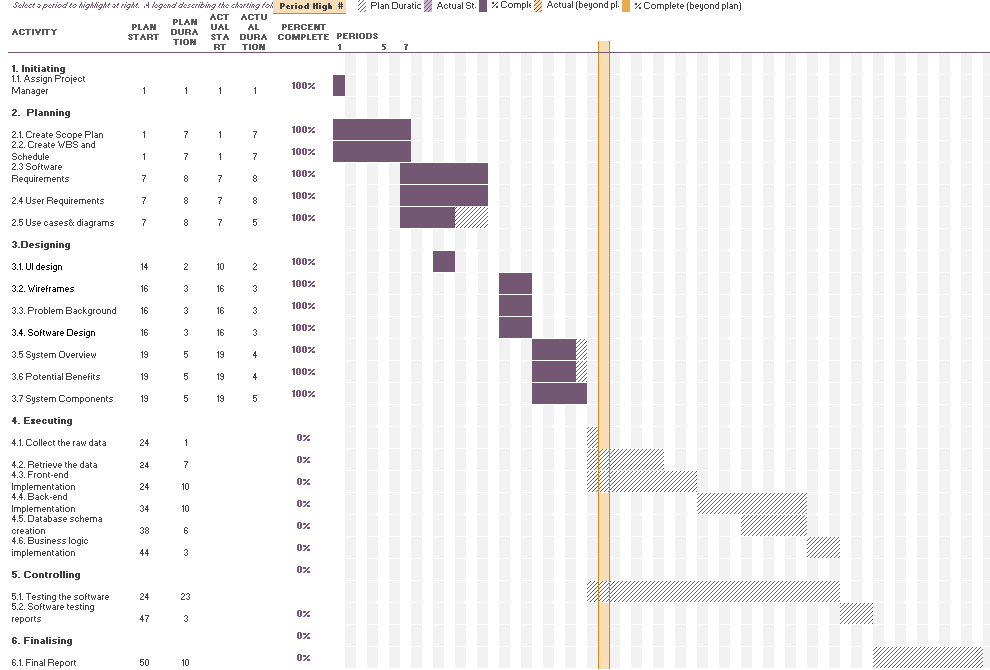 Select a period to highlight at right. A legend describing the charting fol
Period High #
Plan Duratic
Actual St
% Comple
Actual (beyond pl
% Complete (beyond plan)
ACTIVITY PLAN START PLAN DURA TION ACT UAL STA RT ACTU AL DURA TION PERCENT COMPLETE PERIODS
1 5 7
1. Initiating
1.1. Assign Project Manager 1 1 1 1 100%
2. Planning
2.1. Create Scope Plan 1 7 1 7 100%
2.2. Create WBS and Schedule 1 7 1 7 100%
2.3 Software Requirements 7 8 7 8 100%
2.4 User Requirements 7 8 7 8 100%
2.5 Use cases& diagrams 7 8 7 5 100%
3.Designing
3.1. UI design 14 2 10 2 100%
3.2. Wireframes 16 3 16 3 100%
3.3. Problem Background 16 3 16 3 100%
3.4. Software Design 16 3 16 3 100%
3.5 System Overview 19 5 19 4 100%
3.6 Potential Benefits 19 5 19 4 100%
3.7 System Components 19 5 19 5 100%
4. Executing
4.1. Collect the raw data 24 1 0%
4.2. Retrieve the data 24 7 0%
4.3. Front-end Implementation 24 10 0%
4.4. Back-end Implementation 34 10 0%
4.5. Database schema creation 38 6 0%
4.6. Business logic implementation 44 3 0%
0%
5. Controlling
5.1. Testing the software 24 23
5.2. Software testing reports 47 3 0%
0%
6. Finalising
6.1. Final Report 50 10 0%